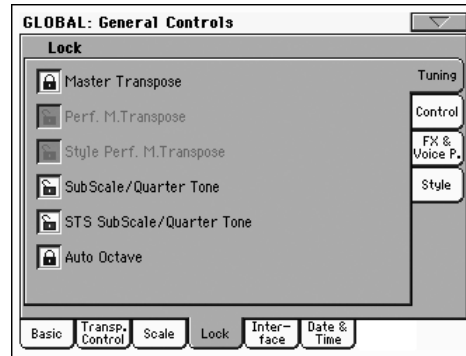 GLOBAL: General Controls
Lock
Master Transpose
Perf. M.Transpose
Style Perf. M.Transpose
SubScale/Quarter Tone
STS SubScale/Quarter Tone
Auto Octave
Tuning
Control
FX &
Voice P.
Style
Basic
Transp.
Control
Scale
Lock
Inter-
face
Date &
Time